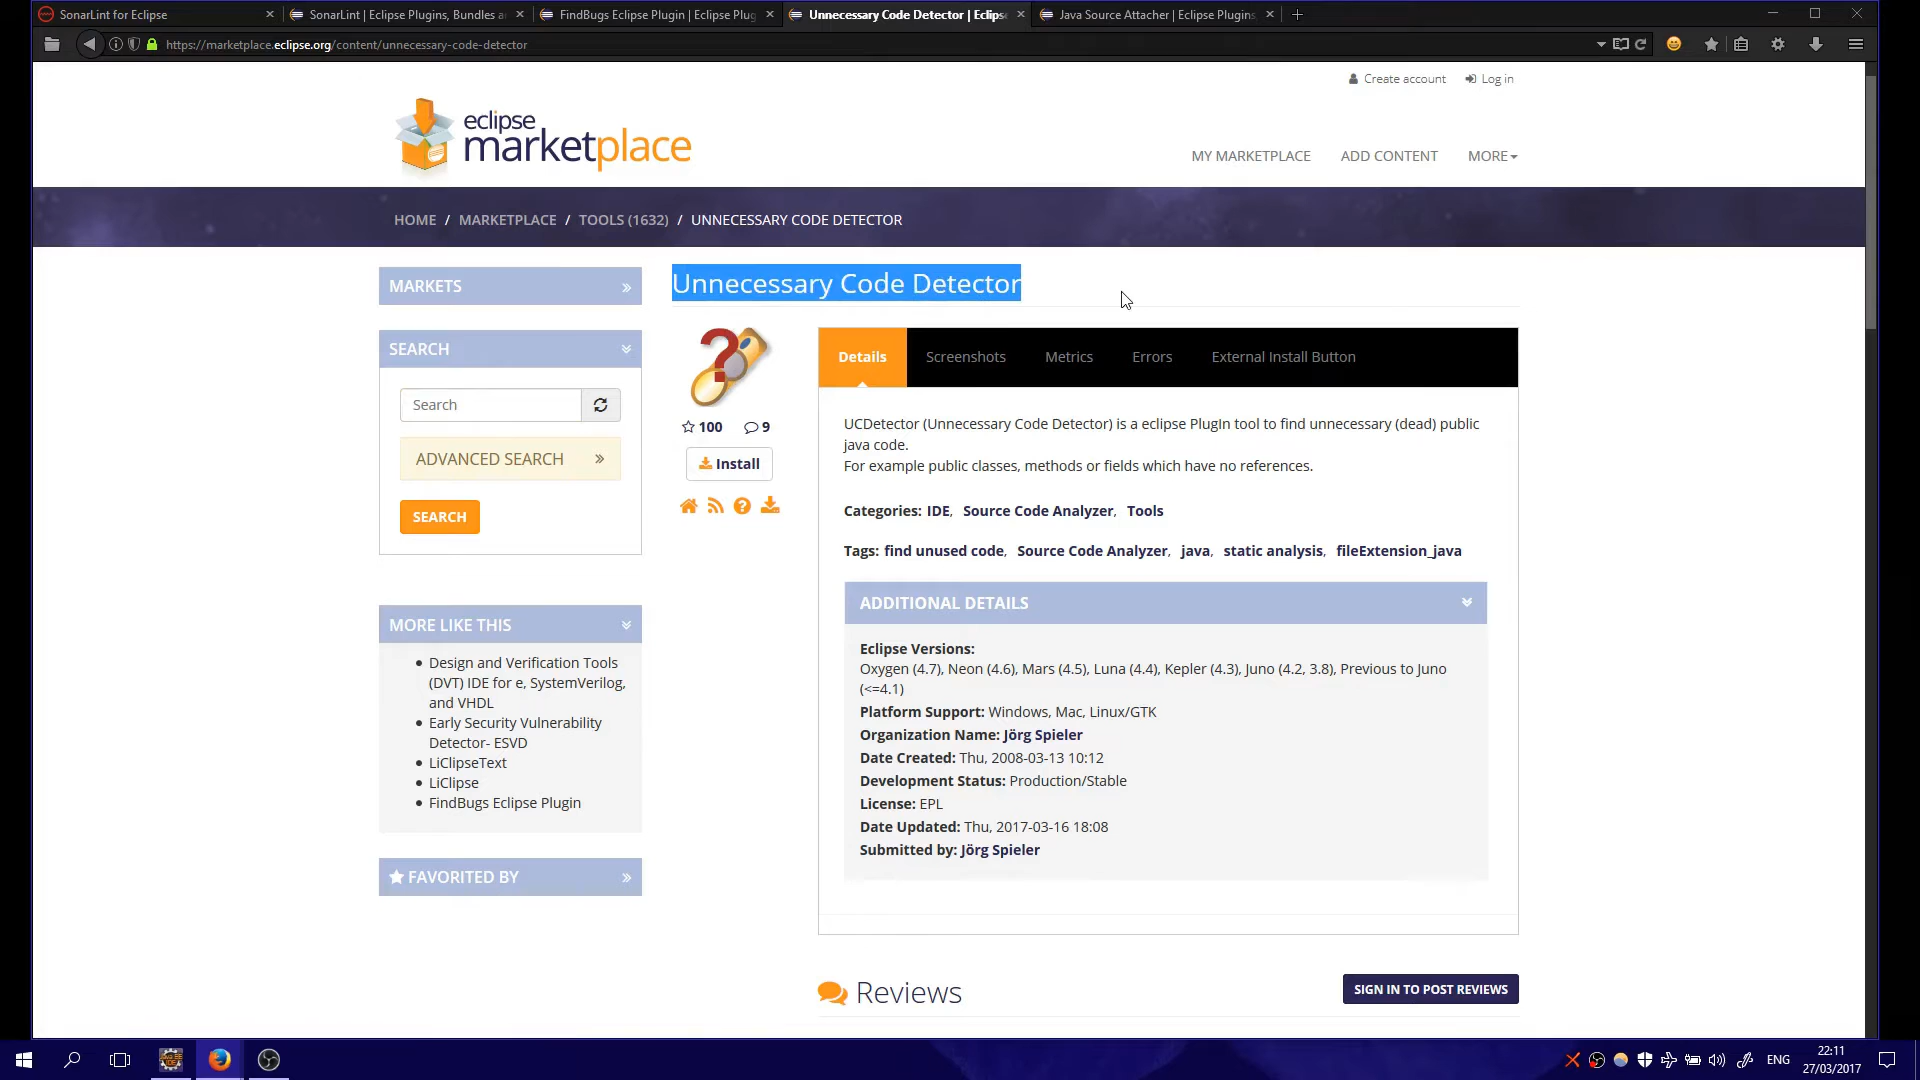 SonarLint for Eclipse
SonarLint | Eclipse Plugins, Bundles a
FindBugs Eclipse Plugin | Eclipse Plug
Unnecessary Code Detector | Eclips
Java Source Attacher | Eclipse Plugins,
https://marketplace.eclipse.org/content/unnecessary-code-detector
Create account
Log in
eclipse
marketplace
MY MARKETPLACE
ADD CONTENT
MORE
HOME / MARKETPLACE / TOOLS (1632) / UNNECESSARY CODE DETECTOR
MARKETS
SEARCH
Search
ADVANCED SEARCH
SEARCH
MORE LIKE THIS
Design and Verification Tools
(DVT) IDE for e, SystemVerilog,
and VHDL
Early Security Vulnerability
Detector- ESVD
LiClipseText
LiClipse
FindBugs Eclipse Plugin
FAVORITED BY
Unnecessary Code Detector
100
9
Install
Details
Screenshots
Metrics
Errors
External Install Button
UCDetector (Unnecessary Code Detector) is a eclipse PlugIn tool to find unnecessary (dead) public
java code.
For example public classes, methods or fields which have no references.
Categories: IDE, Source Code Analyzer, Tools
Tags: find unused code, Source Code Analyzer, java, static analysis, fileExtension_java
ADDITIONAL DETAILS
Eclipse Versions:
Oxygen (4.7), Neon (4.6), Mars (4.5), Luna (4.4), Kepler (4.3), Juno (4.2, 3.8), Previous to Juno
(<=4.1)
Platform Support: Windows, Mac, Linux/GTK
Organization Name: Jörg Spieler
Date Created: Thu, 2008-03-13 10:12
Development Status: Production/Stable
License: EPL
Date Updated: Thu, 2017-03-16 18:08
Submitted by: Jörg Spieler
Reviews
SIGN IN TO POST REVIEWS
ENG
22:11
27/03/2017